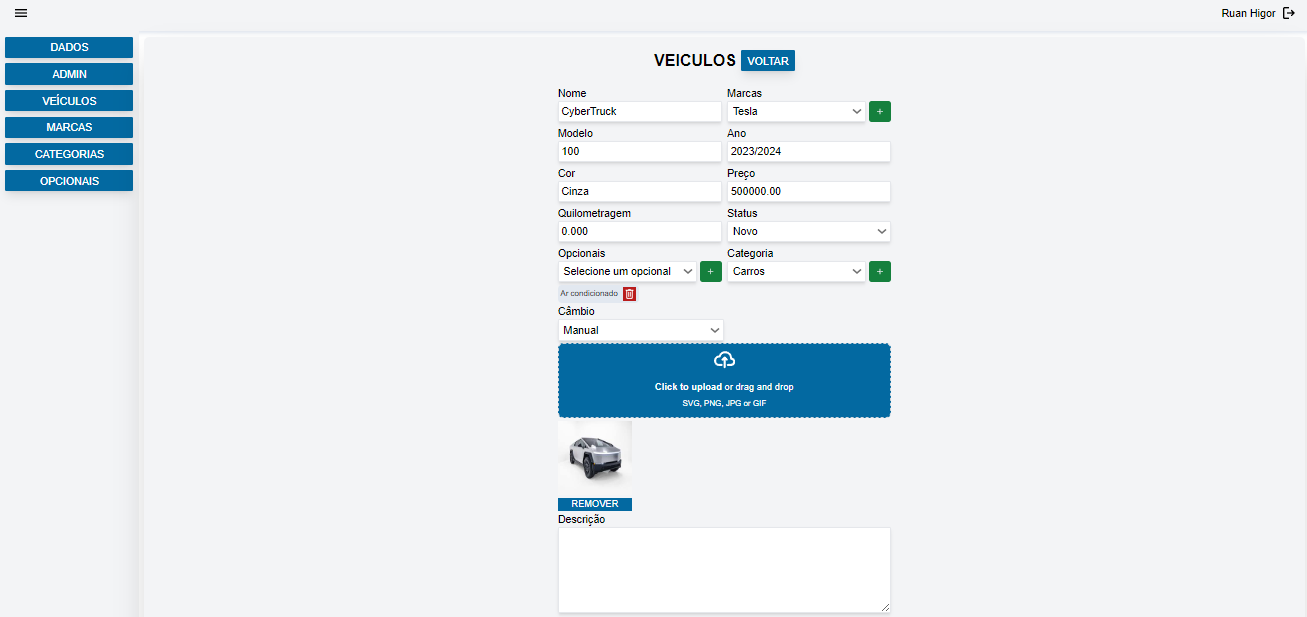 Ruan Higor
DADOS
ADMIN
VEÍCULOS
MARCAS
CATEGORIAS
OPCIONAIS
VEICULOS VOLTAR
Nome Marcas
CyberTruck Tesla +
Modelo Ano
100 2023/2024
Cor Preço
Cinza 500000.00
Quilometragem Status
0.000 Novo
Opcionais Categoria
Selecione um opcional + Carros +
Ar condicionado
Câmbio
Manual
Click to upload or drag and drop
SVG, PNG, JPG or GIF
REMOVER
Descrição